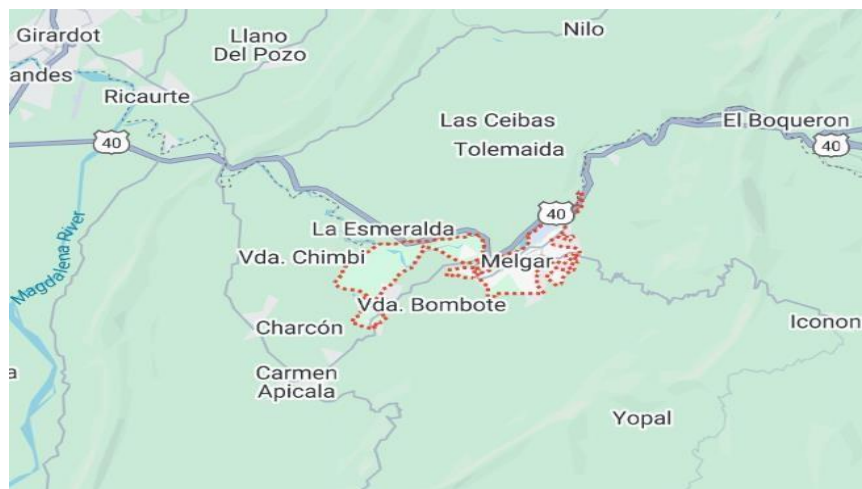 Girardot
Llano
Del Pozo
Nilo
andes
Ricaurte
Las Ceibas
Tolemaida
El Boqueron
40
40
40
La Esmeralda
Vda. Chimbi
Melgar
Magdalena River
Vda. Bombote
Charcón
Iconon
Carmen
Apicala
a
Yopal